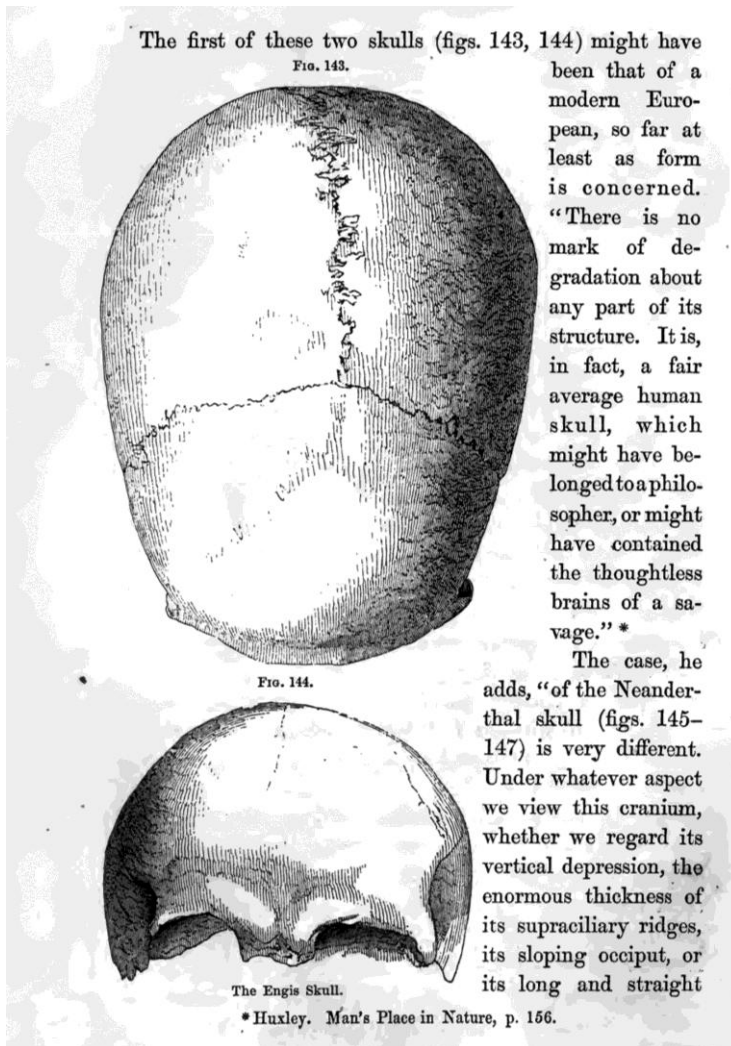 The first of these two skulls (figs. 143, 144) might have
Fig. 143.
been that of a
modern Euro-
pean, so far at
least as form
is concerned.
“There is no
mark of de-
gradation about
any part of its
structure. It is,
in fact, a fair
average human
skull, which
might have be-
longed to a philo-
sopher, or might
have contained
the thoughtless
brains of a sa-
vage.” *
The case, he
Fig. 144.
adds, “of the Neander-
thal skull (figs. 145–
147) is very different.
Under whatever aspect
we view this cranium,
whether we regard its
vertical depression, the
enormous thickness of
its supraciliary ridges,
its sloping occiput, or
its long and straight
The Engis Skull.
* Huxley. Man's Place in Nature, p. 156.